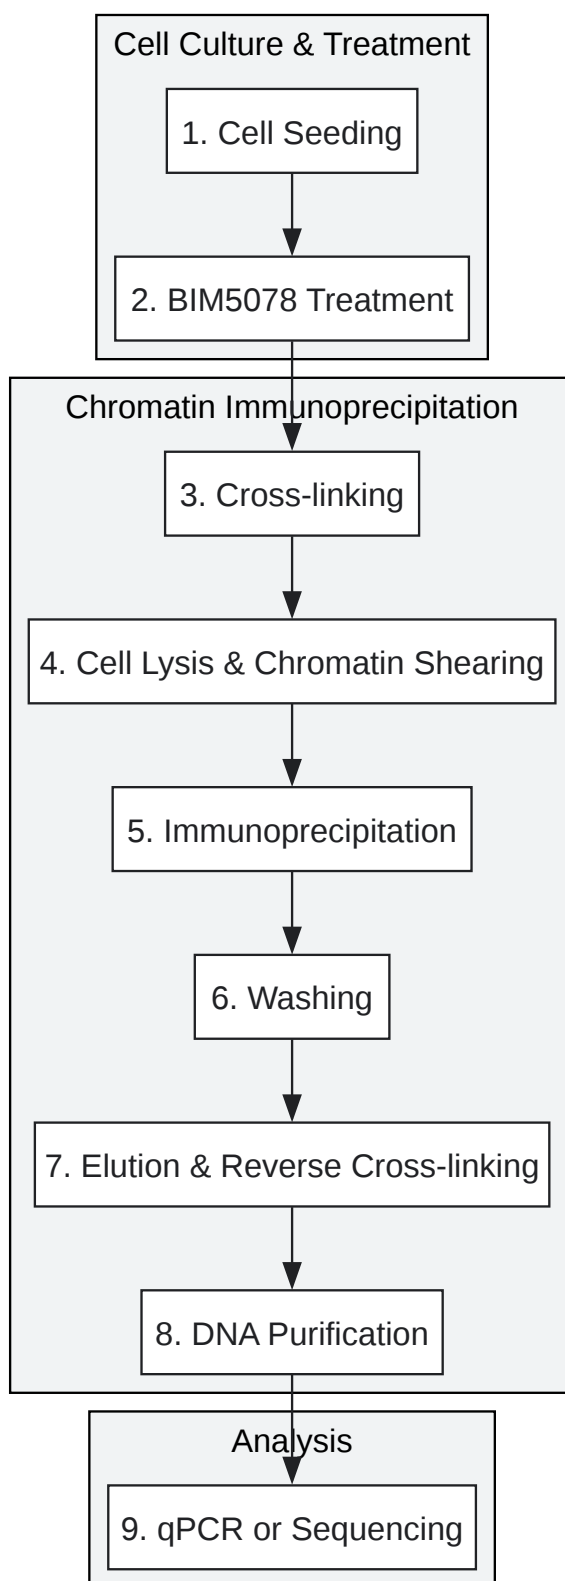 Cell Culture & Treatment
1. Cell Seeding
2. BIM5078 Treatment
Chromatin Immunoprecipitation
3. Cross-linking
4. Cell Lysis & Chromatin Shearing
5. Immunoprecipitation
6. Washing
7. Elution & Reverse Cross-linking
8. DNA Purification
Analysis
9. qPCR or Sequencing